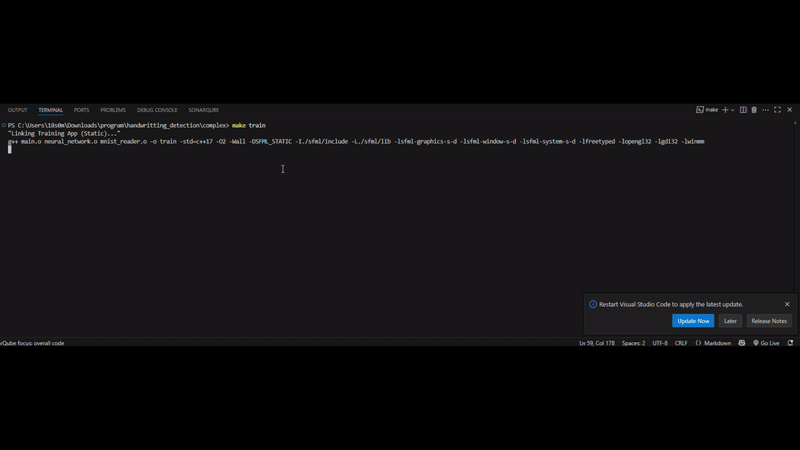 OUTPUT TERMINAL PORTS PROBLEMS DEBUG CONSOLE SONARQUBE make
PS C:\Users\18s0m\Downloads\program\handwritting_detection\complex> make train
"Linking Training App (Static)..."
g++ main.o neural_network.o mnist_reader.o -o train -std=c++17 -O2 -Wall -DSFML_STATIC -I./sfml/include -L./sfml/lib -lsfml-graphics-s-d -lsfml-window-s-d -lsfml-system-s-d -lfreetyped -lopengl32 -lgdi32 -lwinmm
Restart Visual Studio Code to apply the latest update.
Update Now Later Release Notes
rQube focus: overall code Ln 59, Col 178 Spaces: 2 UTF-8 CRLF {} Markdown Go Live